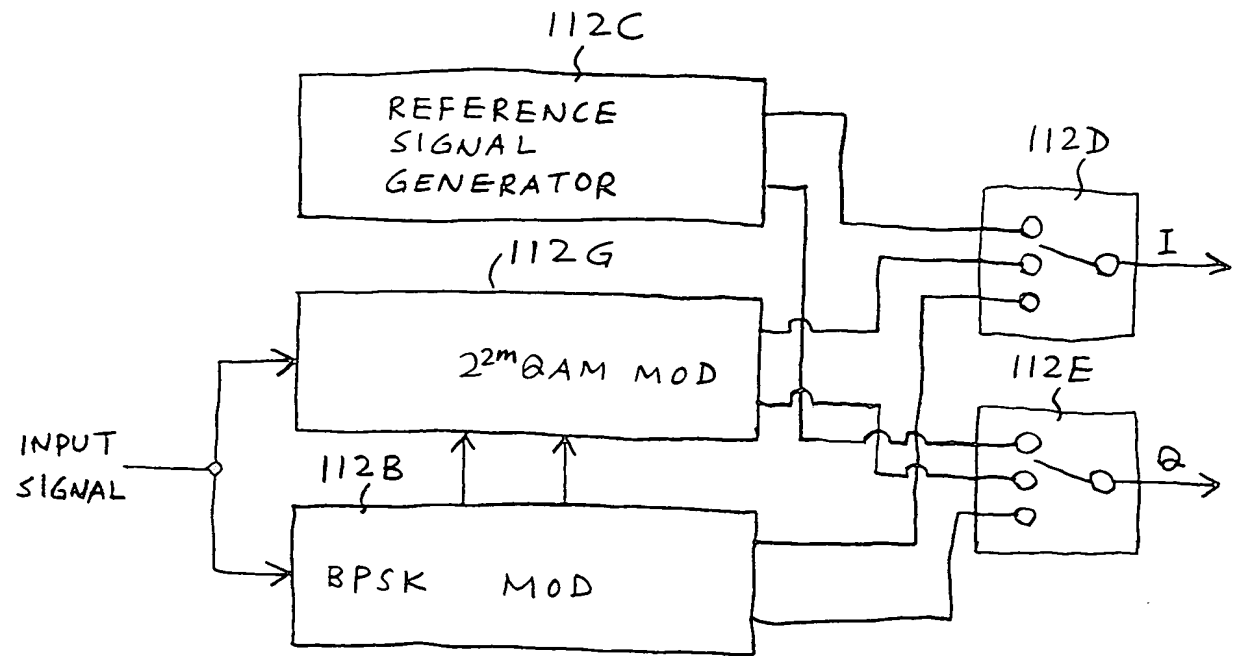 112C
REFERENCE
SIGNAL
GENERATOR
112D
I
112G
2^2m QAM MOD
112E
Q
INPUT
SIGNAL
112B
BPSK MOD